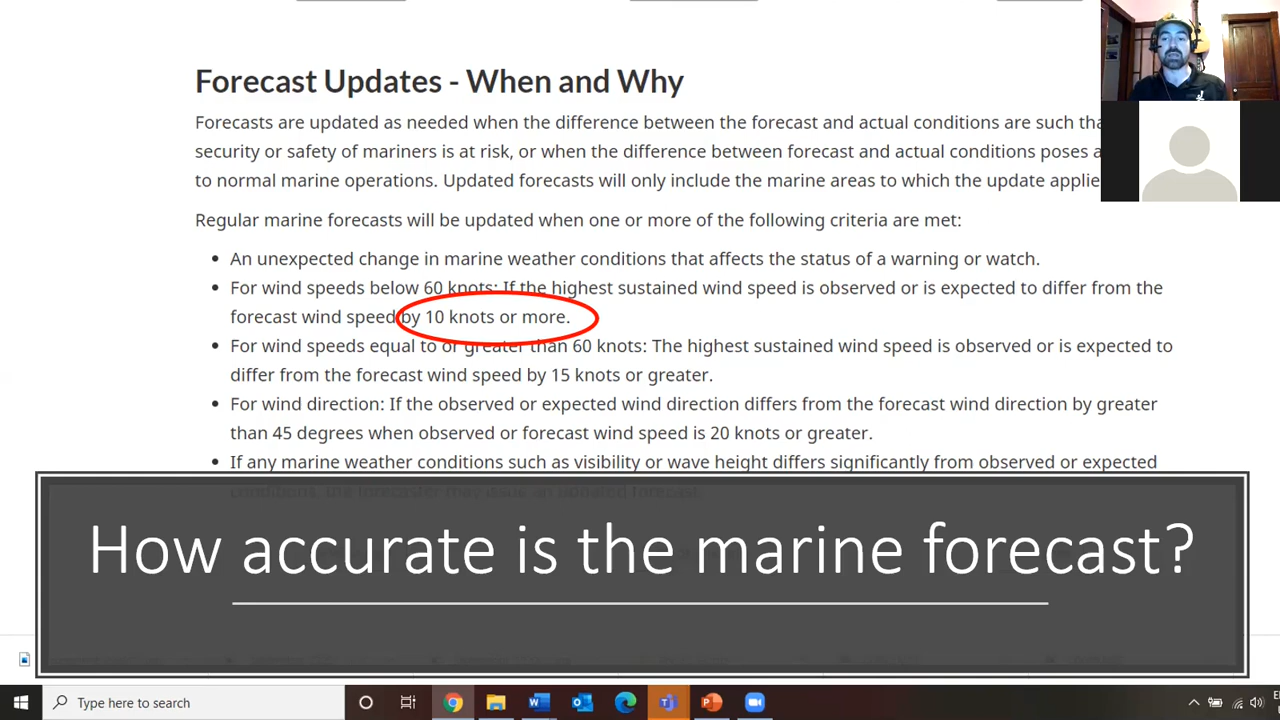 Forecast Updates - When and Why
Forecasts are updated as needed when the difference between the forecast and actual conditions are such
security or safety of mariners is at risk, or when the difference between forecast and actual conditions poses
to normal marine operations. Updated forecasts will only include the marine areas to which the update
Regular marine forecasts will be updated when one or more of the following criteria are met:
• An unexpected change in marine weather conditions that affects the status of a warning or watch.
• For wind speeds below 60 knots: If the highest sustained wind speed is observed or is expected to differ from the
forecast wind speed by 10 knots or more.
• For wind speeds equal to or greater than 60 knots: The highest sustained wind speed is observed or is expected to
differ from the forecast wind speed by 15 knots or greater.
• For wind direction: If the observed or expected wind direction differs from the forecast wind direction by greater
than 45 degrees when observed or forecast wind speed is 20 knots or greater.
• If any marine weather conditions such as visibility or wave height differs significantly from observed or expected
conditions, the forecaster may issue an updated forecast.
How accurate is the marine forecast?
Type here to search